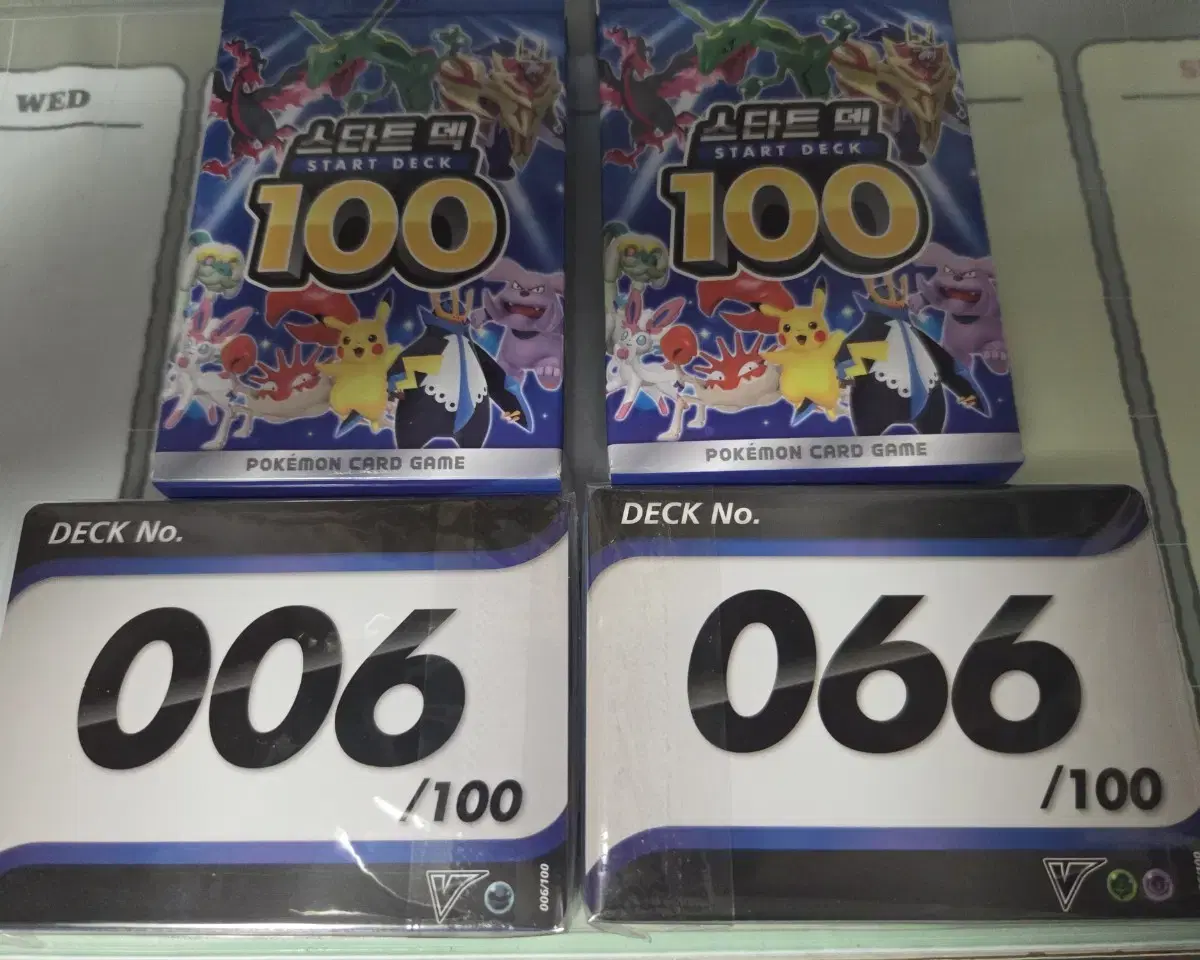 WED
스타트 덱
START DECK
100
POKÉMON CARD GAME
스타트 덱
START DECK
100
POKÉMON CARD GAME
DECK No.
006
/100
006/100
DECK No.
066
/100